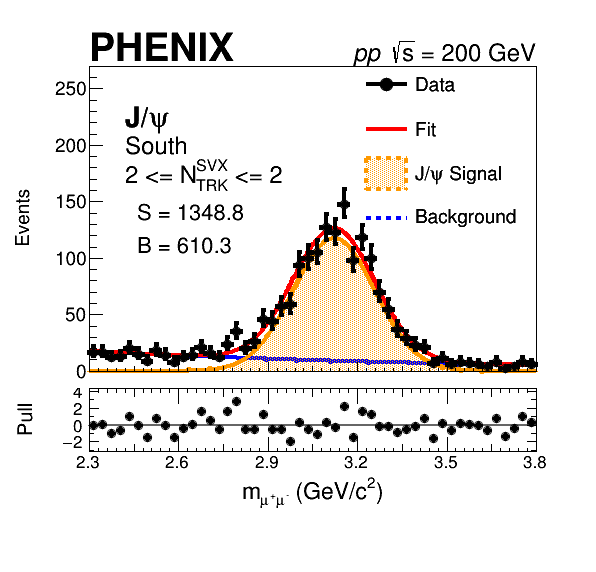 PHENIX
pp √s = 200 GeV
J/ψ
South
2 <= N^SVX_TRK <= 2
S = 1348.8
B = 610.3
Data
Fit
J/ψ Signal
Background
Events
250
200
150
100
50
0
Pull
4
2
0
−2
2.3 2.6 2.9 3.2 3.5 3.8
m_μ⁺μ⁻ (GeV/c²)